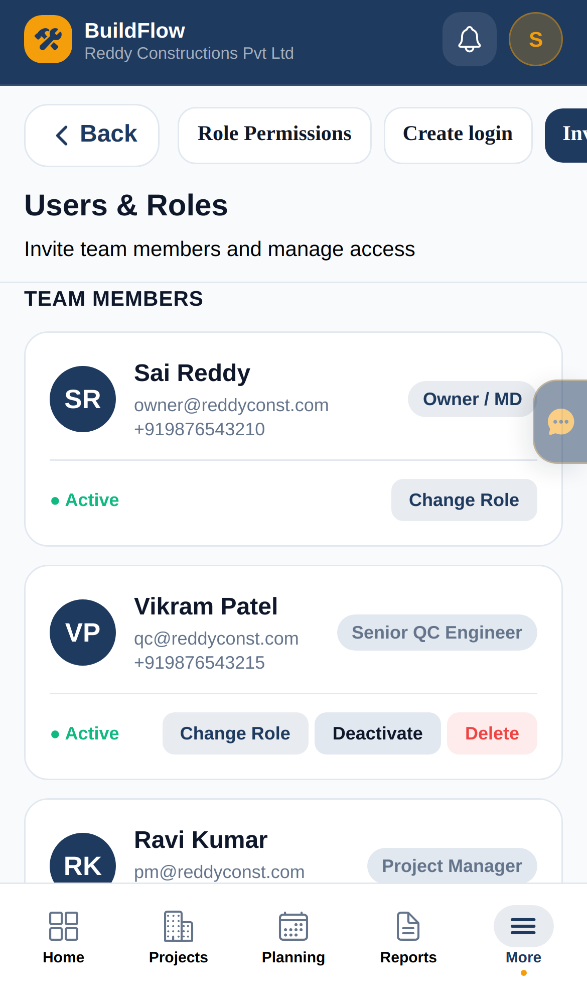 BuildFlow
Reddy Constructions Pvt Ltd
S
Back
Role Permissions
Create login
Inv
Users & Roles
Invite team members and manage access
TEAM MEMBERS
SR
Sai Reddy
owner@reddyconst.com
+919876543210
Owner / MD
Active
Change Role
VP
Vikram Patel
qc@reddyconst.com
+919876543215
Senior QC Engineer
Active
Change Role
Deactivate
Delete
RK
Ravi Kumar
pm@reddyconst.com
Project Manager
Home
Projects
Planning
Reports
More